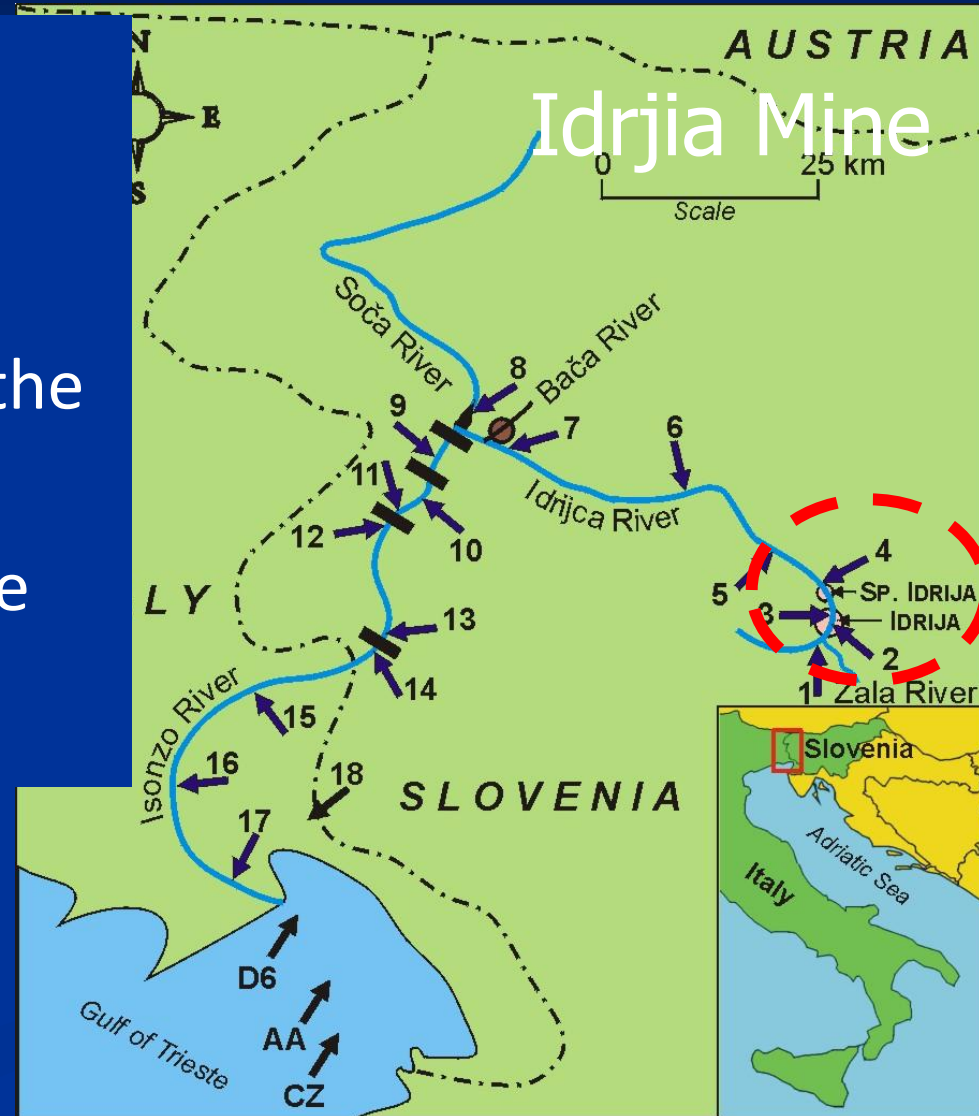 N
AUSTRIA
Idrjia Mine
E
0 25 km
Scale
S
Soča River
Bača River
the
8
9
7
6
11
Idrijca River
12
10
4
e
5
SP. IDRIJA
LY
3
IDRIJA
13
2
14
1
Zala River
15
Isonzo River
Slovenia
16
18
SLOVENIA
17
Adriatic Sea
Italy
D6
Gulf of Trieste
AA
CZ